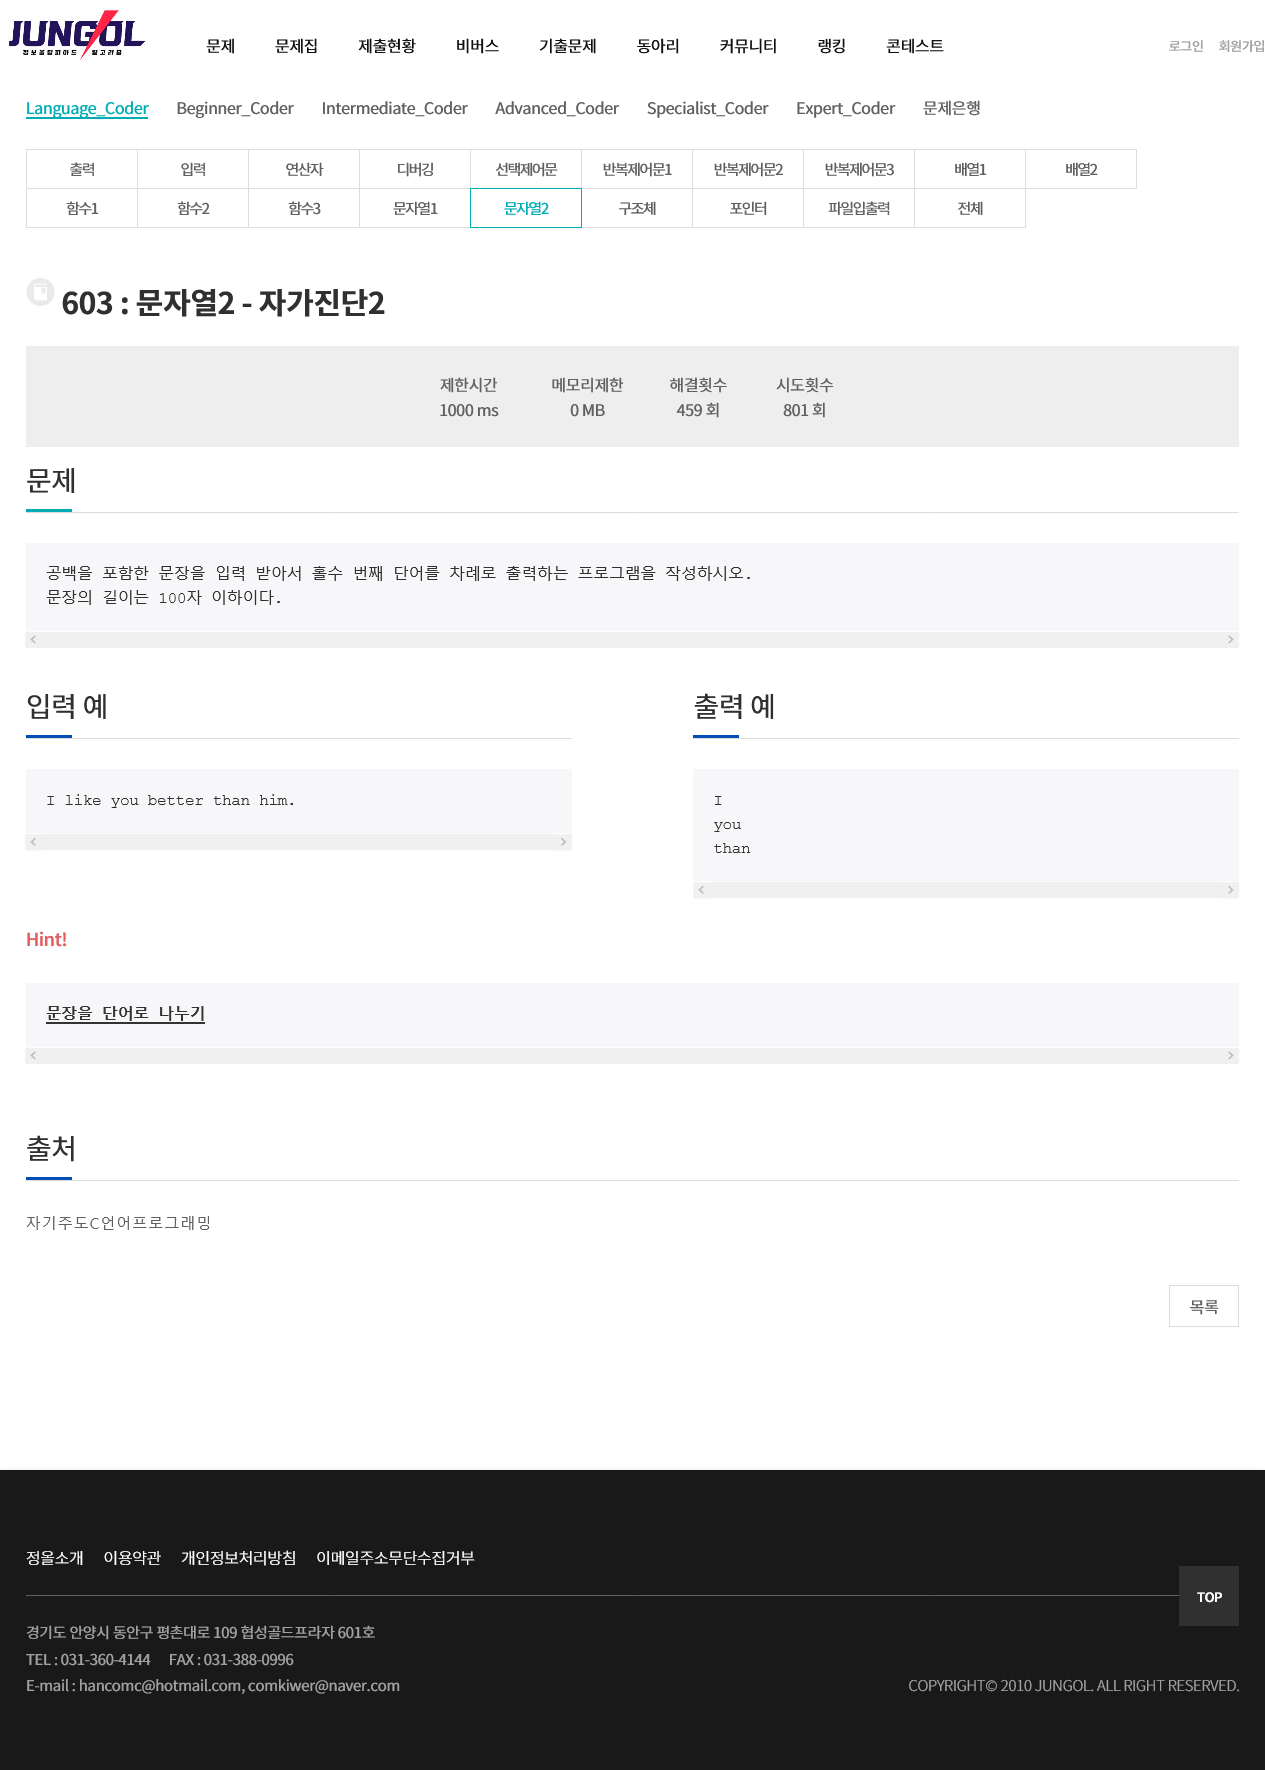 JUNGOL
정보올림피아드 알고리즘
문제 문제집 제출현황 비버스 기출문제 동아리 커뮤니티 랭킹 콘테스트
로그인 회원가입
Language_Coder Beginner_Coder Intermediate_Coder Advanced_Coder Specialist_Coder Expert_Coder 문제은행
출력 입력 연산자 디버깅 선택제어문 반복제어문1 반복제어문2 반복제어문3 배열1 배열2
함수1 함수2 함수3 문자열1 문자열2 구조체 포인터 파일입출력 전체
603 : 문자열2 - 자가진단2
제한시간 메모리제한 해결횟수 시도횟수
1000 ms 0 MB 459 회 801 회
문제
공백을 포함한 문장을 입력 받아서 홀수 번째 단어를 차례로 출력하는 프로그램을 작성하시오.
문장의 길이는 100자 이하이다.
입력 예
I like you better than him.
출력 예
I
you
than
Hint!
문장을 단어로 나누기
출처
자기주도C언어프로그래밍
목록
정올소개 이용약관 개인정보처리방침 이메일주소무단수집거부
TOP
경기도 안양시 동안구 평촌대로 109 협성골드프라자 601호
TEL : 031-360-4144 FAX : 031-388-0996
E-mail : hancomc@hotmail.com, comkiwer@naver.com
COPYRIGHT© 2010 JUNGOL. ALL RIGHT RESERVED.